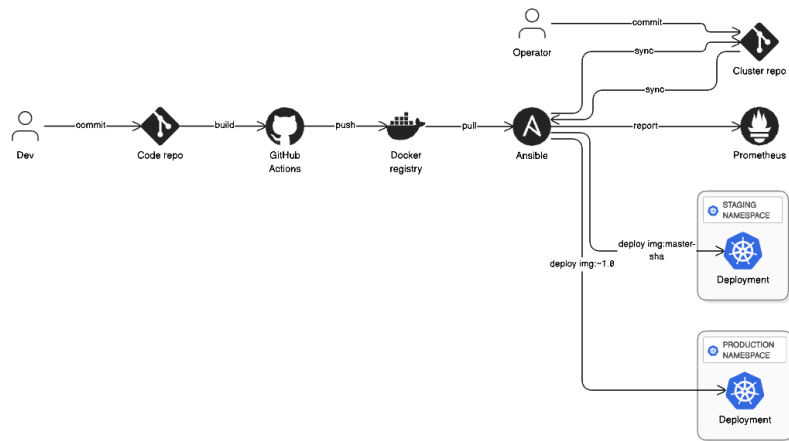 commit
Operator
sync
Cluster repo
sync
commit
build
push
pull
report
Dev
Code repo
GitHub
Actions
Docker
registry
Ansible
Prometheus
STAGING
NAMESPACE
deploy img:master-
sha
deploy img:~1.0
Deployment
PRODUCTION
NAMESPACE
Deployment